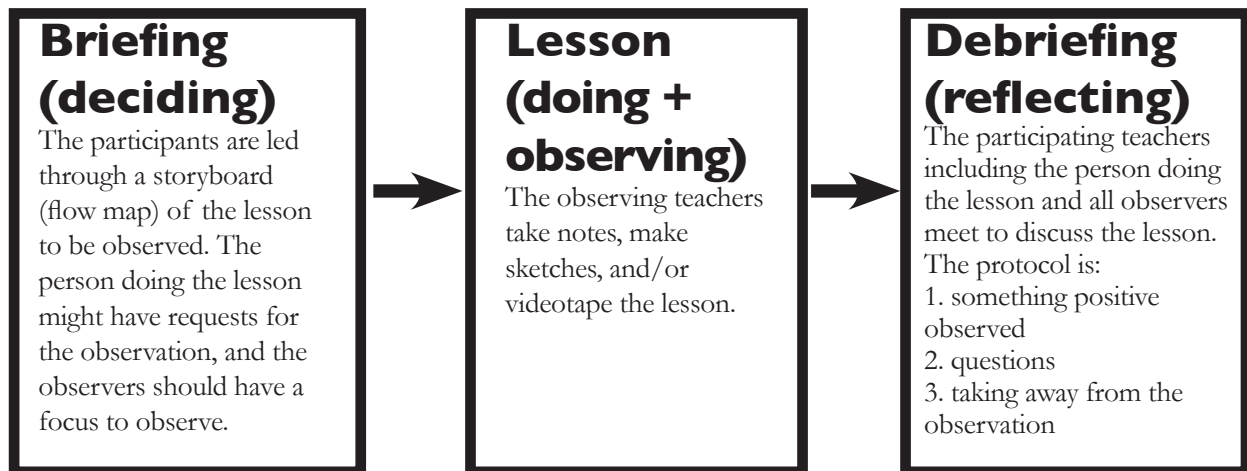 Briefing
(deciding)
The participants are led
through a storyboard
(flow map) of the lesson
to be observed. The
person doing the lesson
might have requests for
the observation, and the
observers should have a
focus to observe.
Lesson
(doing +
observing)
The observing teachers
take notes, make
sketches, and/or
videotape the lesson.
Debriefing
(reflecting)
The participating teachers
including the person doing
the lesson and all observers
meet to discuss the lesson.
The protocol is:
1. something positive
observed
2. questions
3. taking away from the
observation